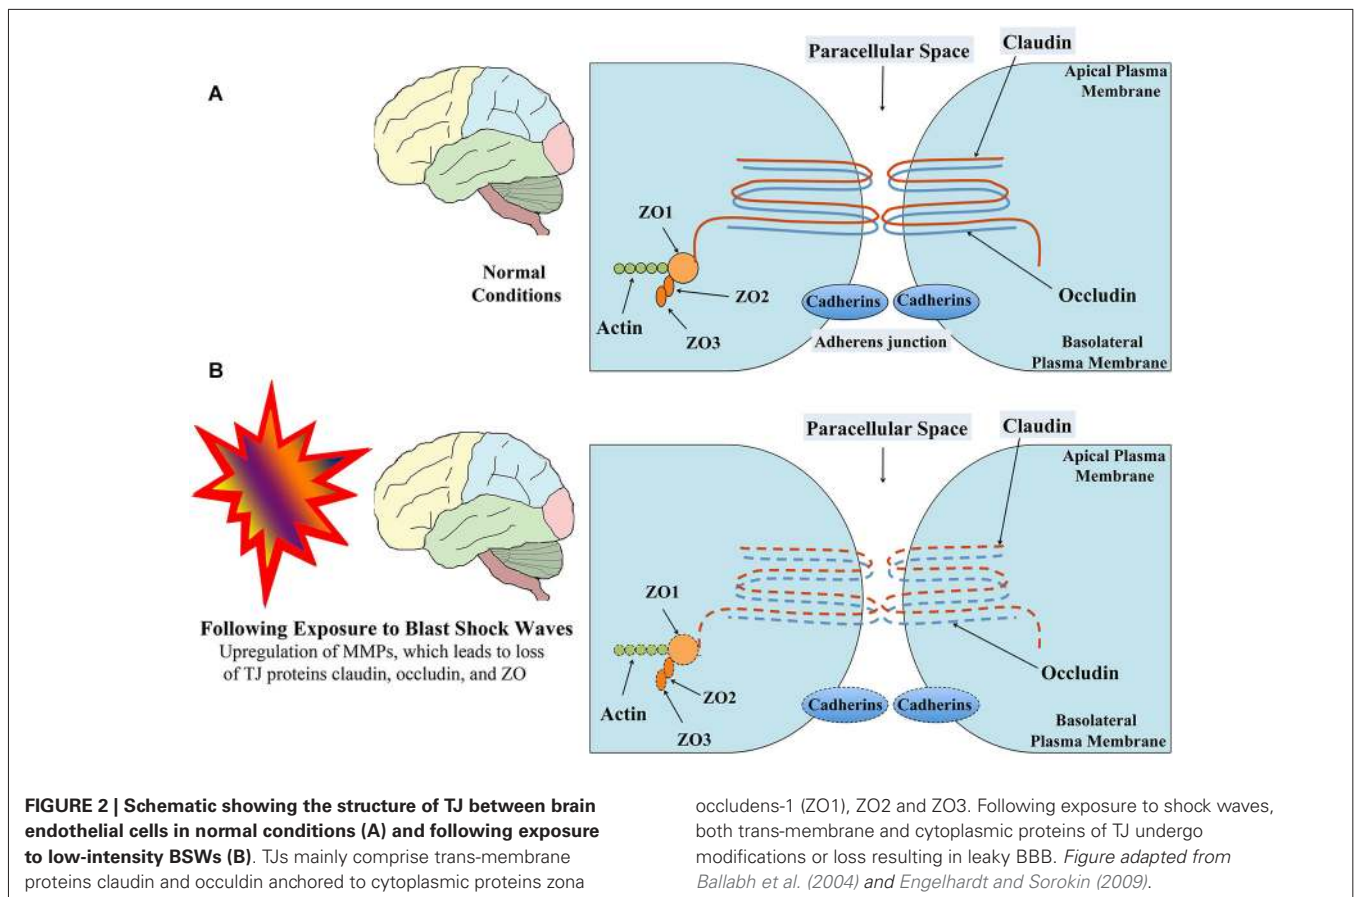 A
Paracellular Space
Claudin
Apical Plasma
Membrane
ZO1
ZO2
ZO3
Actin
Normal
Conditions
Cadherins
Cadherins
Occludin
Adherens junction
Basolateral
Plasma Membrane
B
Paracellular Space
Claudin
Apical Plasma
Membrane
Following Exposure to Blast Shock Waves
Upregulation of MMPs, which leads to loss
of TJ proteins claudin, occludin, and ZO
ZO1
ZO2
ZO3
Actin
Cadherins
Cadherins
Occludin
Basolateral
Plasma Membrane
FIGURE 2 | Schematic showing the structure of TJ between brain
endothelial cells in normal conditions (A) and following exposure
to low-intensity BSWs (B). TJs mainly comprise trans-membrane
proteins claudin and occuldin anchored to cytoplasmic proteins zona
occludens-1 (ZO1), ZO2 and ZO3. Following exposure to shock waves,
both trans-membrane and cytoplasmic proteins of TJ undergo
modifications or loss resulting in leaky BBB. Figure adapted from
Ballabh et al. (2004) and Engelhardt and Sorokin (2009).